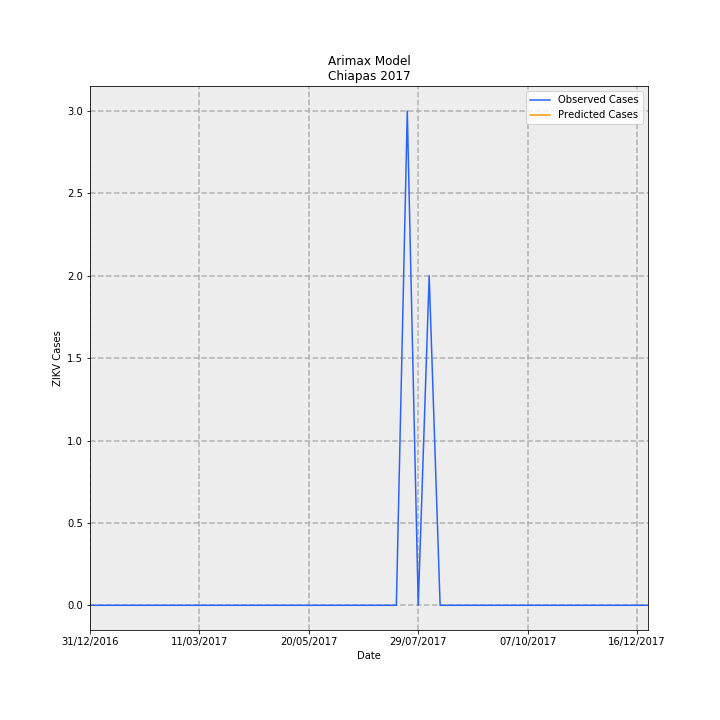 Arimax Model
Chiapas 2017
Observed Cases
Predicted Cases
3.0
2.5
2.0
1.5
1.0
0.5
0.0
ZIKV Cases
31/12/2016 11/03/2017 20/05/2017 29/07/2017 07/10/2017 16/12/2017
Date